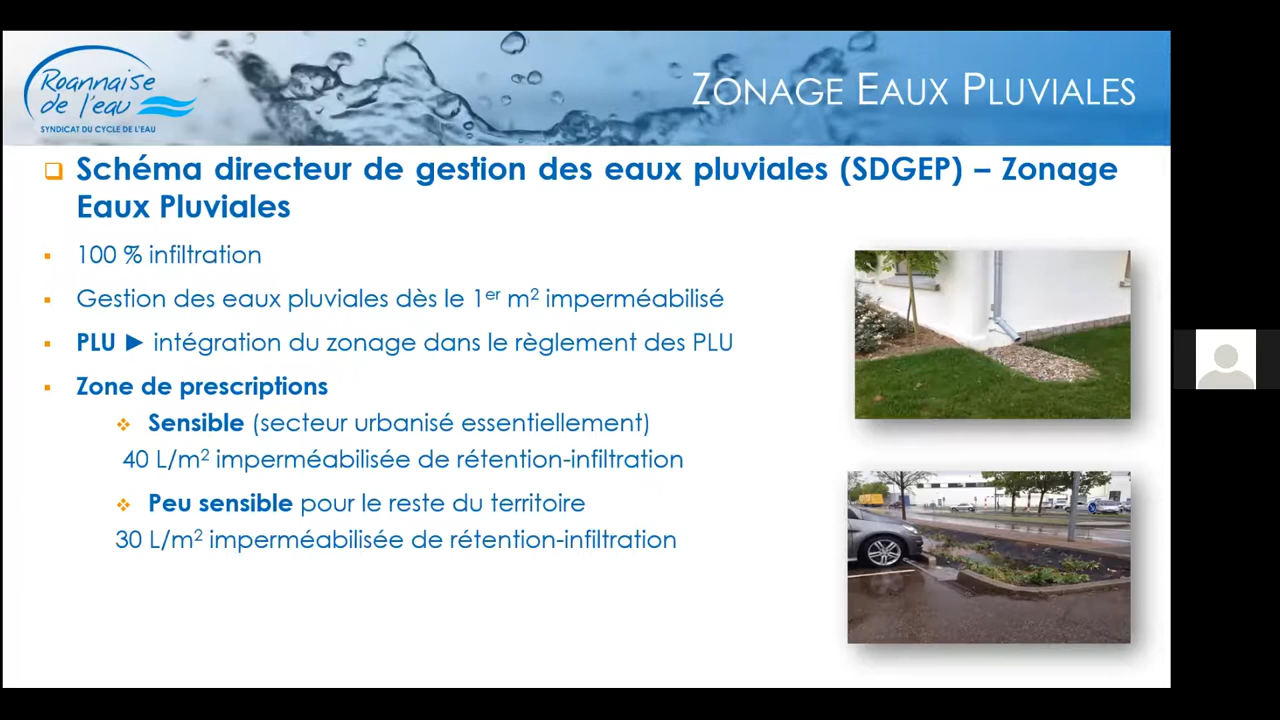 Roannaise
de l'eau
SYNDICAT DU CYCLE DE L'EAU
ZONAGE EAUX PLUVIALES
Schéma directeur de gestion des eaux pluviales (SDGEP) – Zonage
Eaux Pluviales
100 % infiltration
Gestion des eaux pluviales dès le 1er m² imperméabilisé
PLU ► intégration du zonage dans le règlement des PLU
Zone de prescriptions
Sensible (secteur urbanisé essentiellement)
40 L/m² imperméabilisée de rétention-infiltration
Peu sensible pour le reste du territoire
30 L/m² imperméabilisée de rétention-infiltration